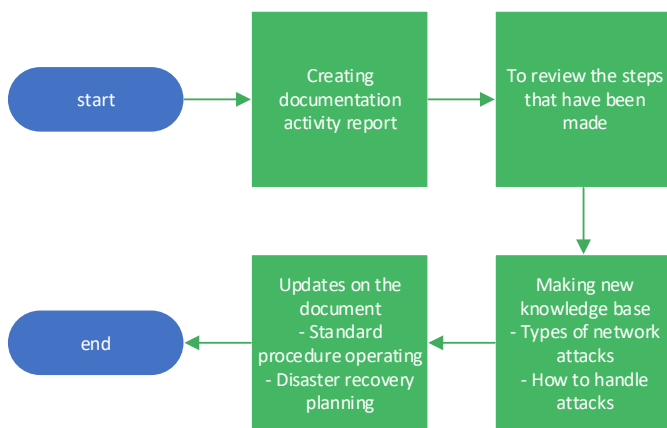 start
Creating
documentation
activity report
To review the steps
that have been
made
Making new
knowledge base
- Types of network
attacks
- How to handle
attacks
Updates on the
document
- Standard
procedure operating
- Disaster recovery
planning
end